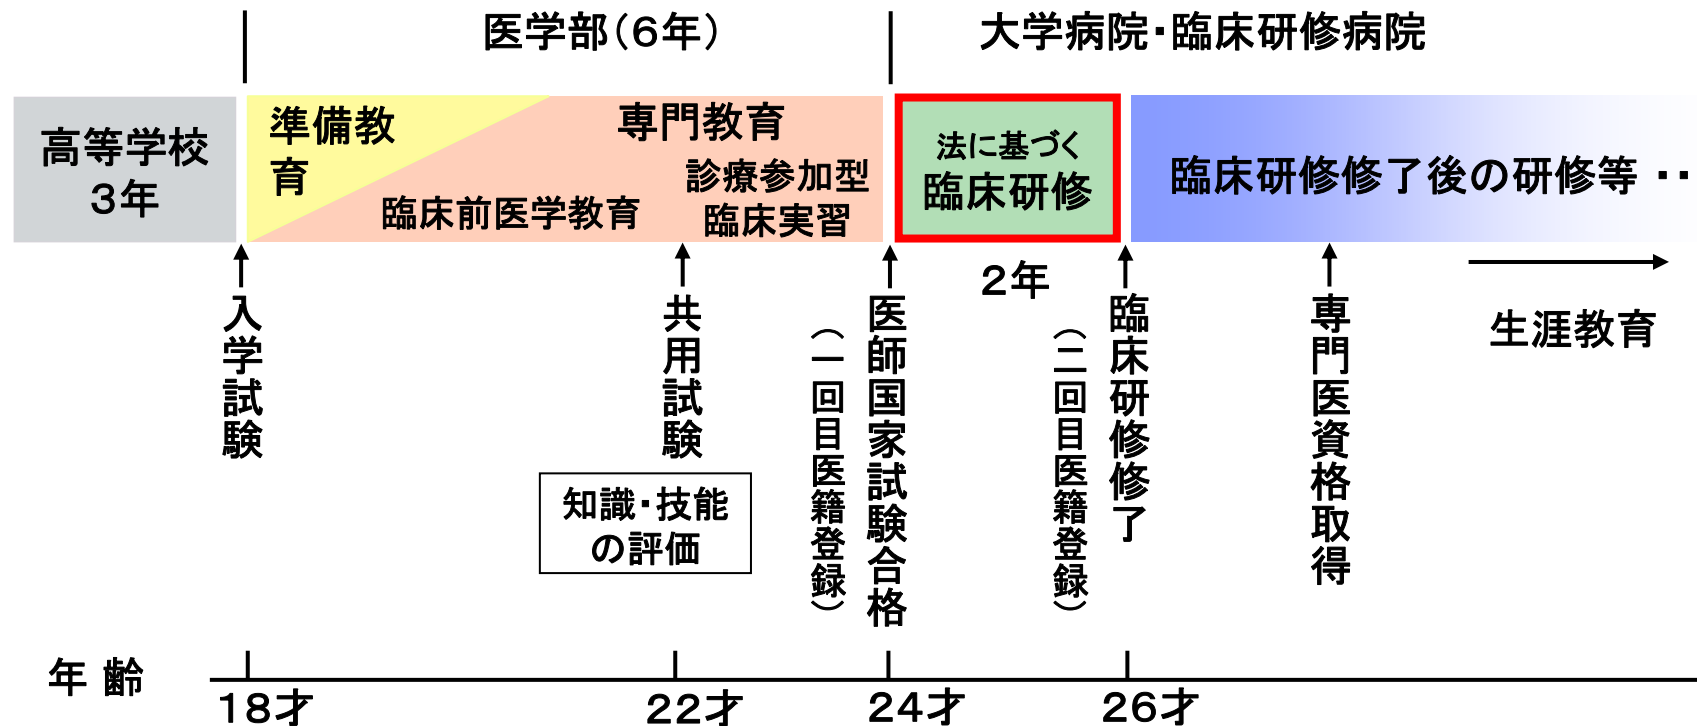 医学部（６年）
大学病院・臨床研修病院
高等学校
３年
準備教
育
専門教育
臨床前医学教育
診療参加型
臨床実習
法に基づく
臨床研修
臨床研修修了後の研修等 ・・
２年
生涯教育
入学試験
共用試験
知識・技能
の評価
（一回目医籍登録）
医師国家試験合格
（二回目医籍登録）
臨床研修修了
専門医資格取得
年 齢
18才
22才
24才
26才